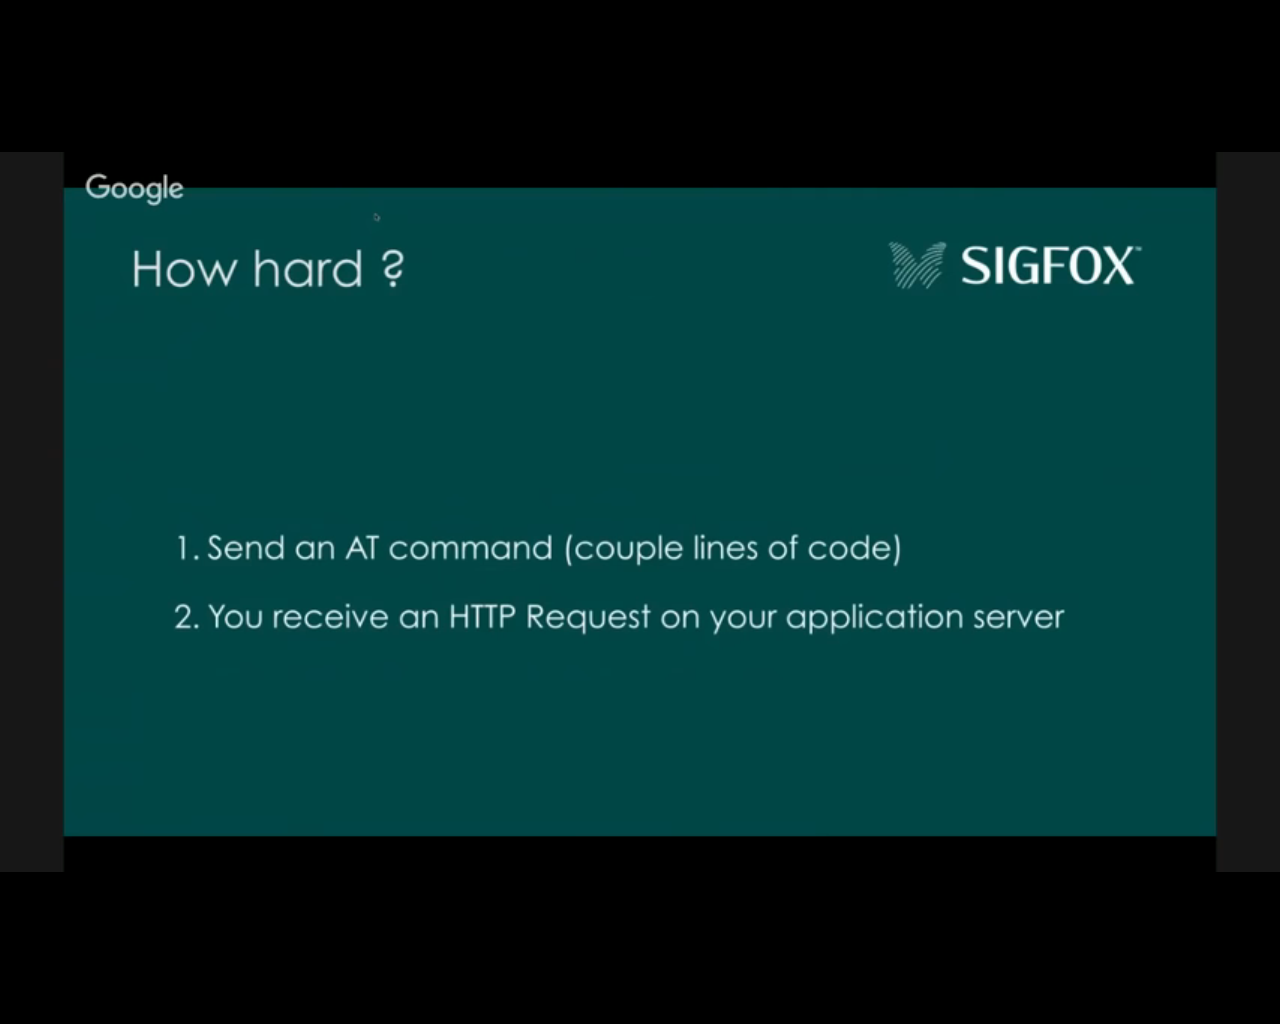 Google
How hard ?
SIGFOX™
1. Send an AT command (couple lines of code)
2. You receive an HTTP Request on your application server